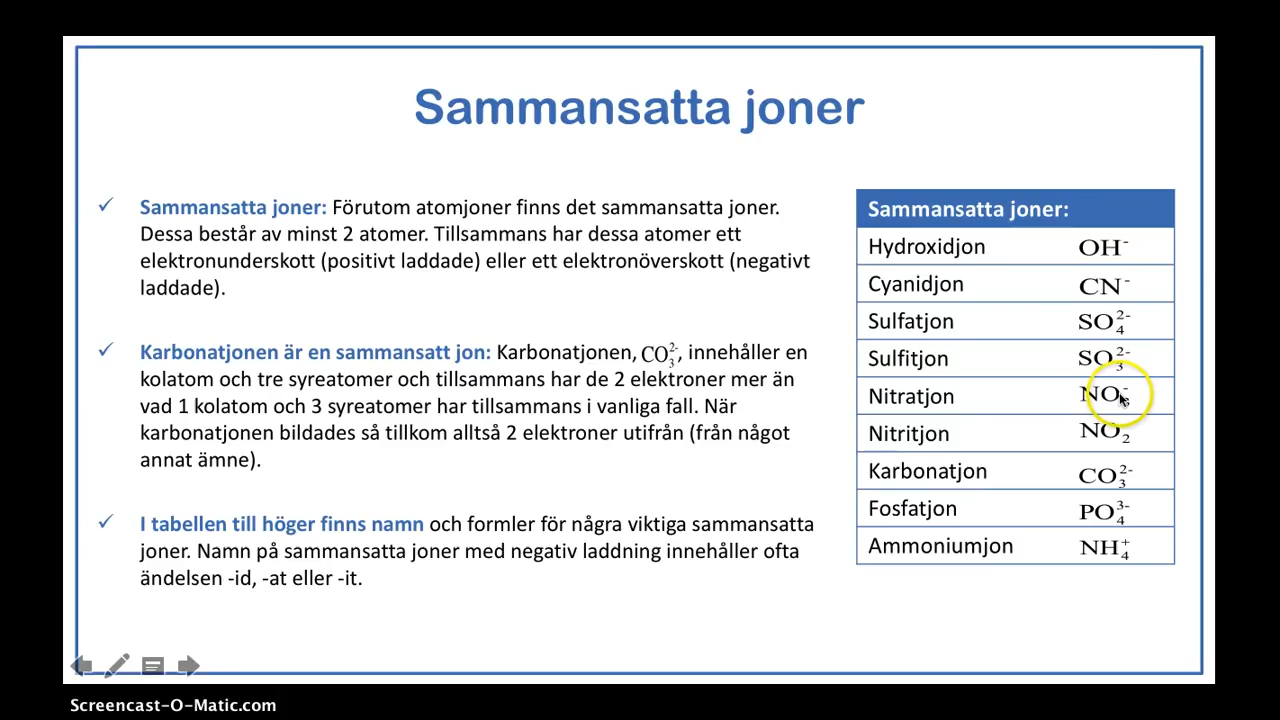 Sammansatta joner
✓ Sammansatta joner: Förutom atomjoner finns det sammansatta joner.
Dessa består av minst 2 atomer. Tillsammans har dessa atomer ett
elektronunderskott (positivt laddade) eller ett elektronöverskott (negativt
laddade).
✓ Karbonatjonen är en sammansatt jon: Karbonatjonen, CO₃²⁻, innehåller en
kolatom och tre syreatomer och tillsammans har de 2 elektroner mer än
vad 1 kolatom och 3 syreatomer har tillsammans i vanliga fall. När
karbonatjonen bildades så tillkom alltså 2 elektroner utifrån (från något
annat ämne).
✓ I tabellen till höger finns namn och formler för några viktiga sammansatta
joner. Namn på sammansatta joner med negativ laddning innehåller ofta
ändelsen -id, -at eller -it.
Sammansatta joner:
Hydroxidjon OH⁻
Cyanidjon CN⁻
Sulfatjon SO₄²⁻
Sulfitjon SO₃²⁻
Nitratjon NO₃⁻
Nitritjon NO₂
Karbonatjon CO₃²⁻
Fosfatjon PO₄³⁻
Ammoniumjon NH₄⁺
Screencast-O-Matic.com